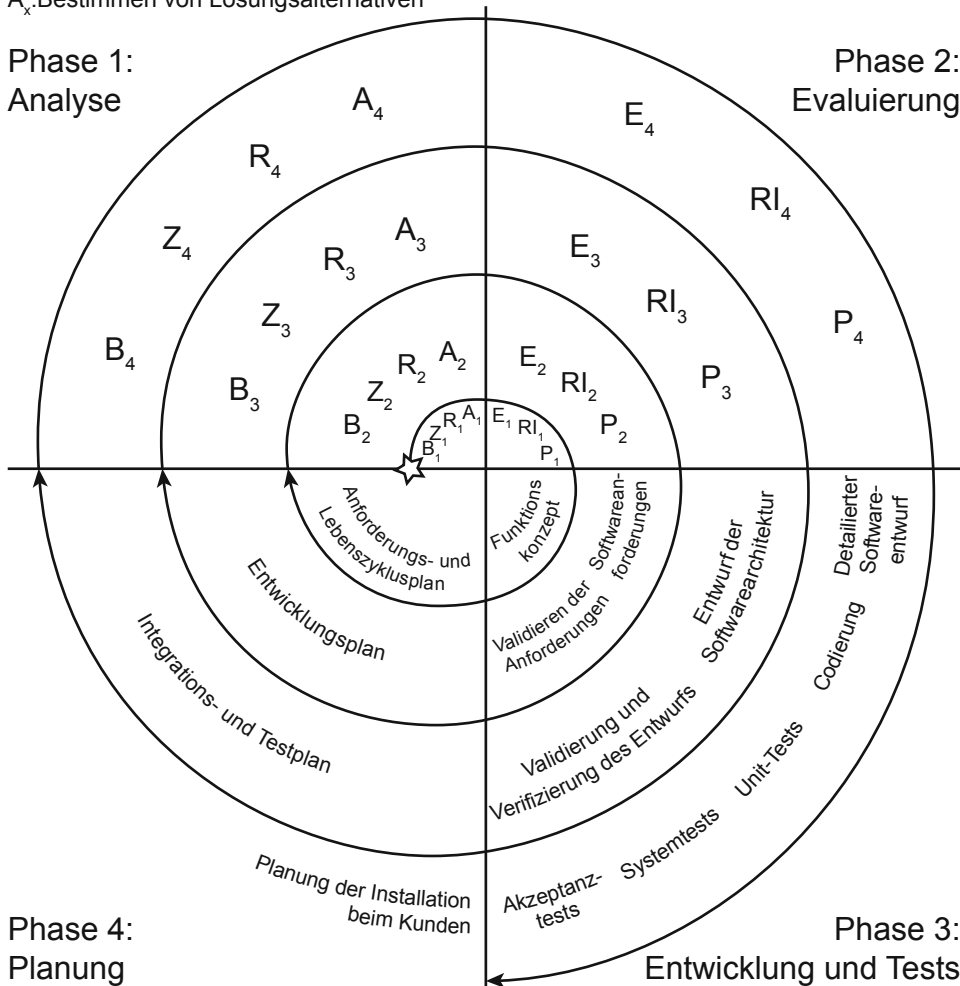 Aₓ:Bestimmen von Lösungsalternativen
Phase 1:
Analyse
Phase 2:
Evaluierung
A₄
R₄
Z₄
B₄
E₄
RI₄
P₄
A₃
R₃
Z₃
B₃
E₃
RI₃
P₃
A₂
R₂
Z₂
B₂
E₂
RI₂
P₂
A₁
R₁
Z₁
B₁
E₁
RI₁
P₁
Anforderungs- und
Lebenszyklusplan
Entwicklungsplan
Integrations- und Testplan
Planung der Installation
beim Kunden
Funktions
konzept
Softwarean-
forderungen
Validieren der
Anforderungen
Entwurf der
Softwarearchitektur
Validierung und
Verifizierung des Entwurfs
Detailierter
Software-
entwurf
Codierung
Unit-Tests
Systemtests
Akzeptanz-
tests
Phase 4:
Planung
Phase 3:
Entwicklung und Tests